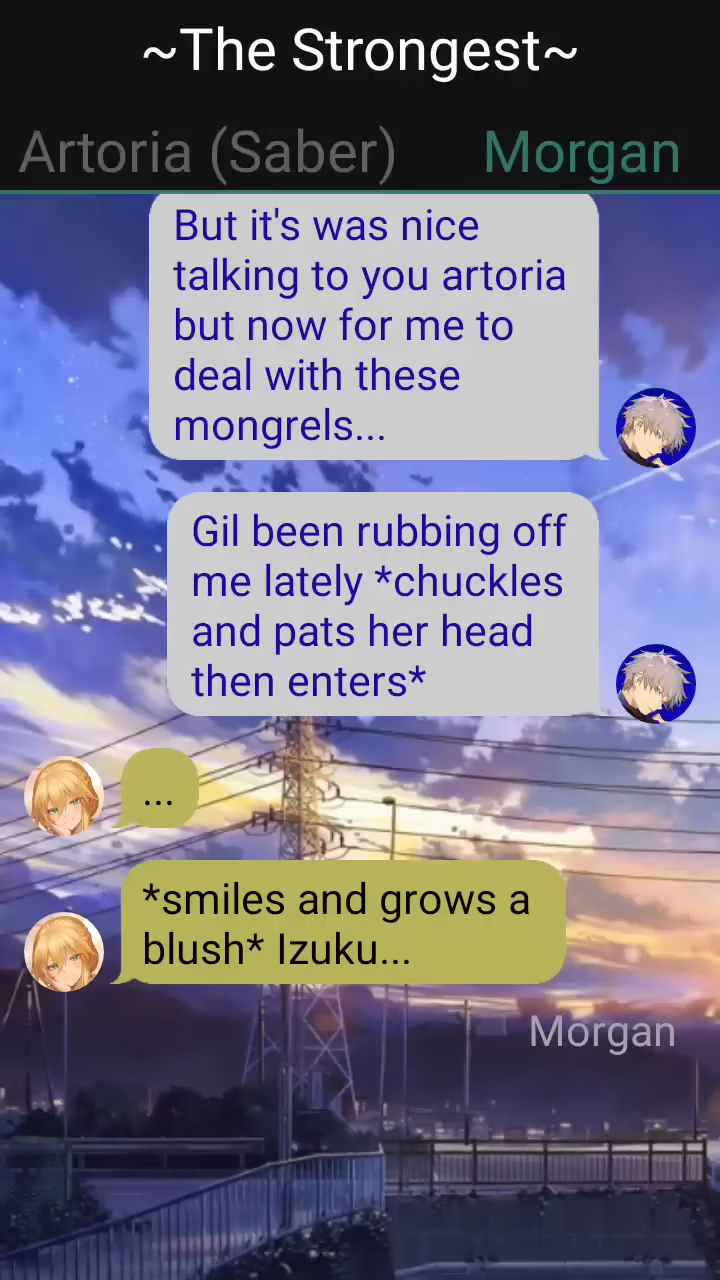 ~The Strongest~
Artoria (Saber) Morgan
But it's was nice
talking to you artoria
but now for me to
deal with these
mongrels...
Gil been rubbing off
me lately *chuckles
and pats her head
then enters*
...
*smiles and grows a
blush* Izuku...
Morgan